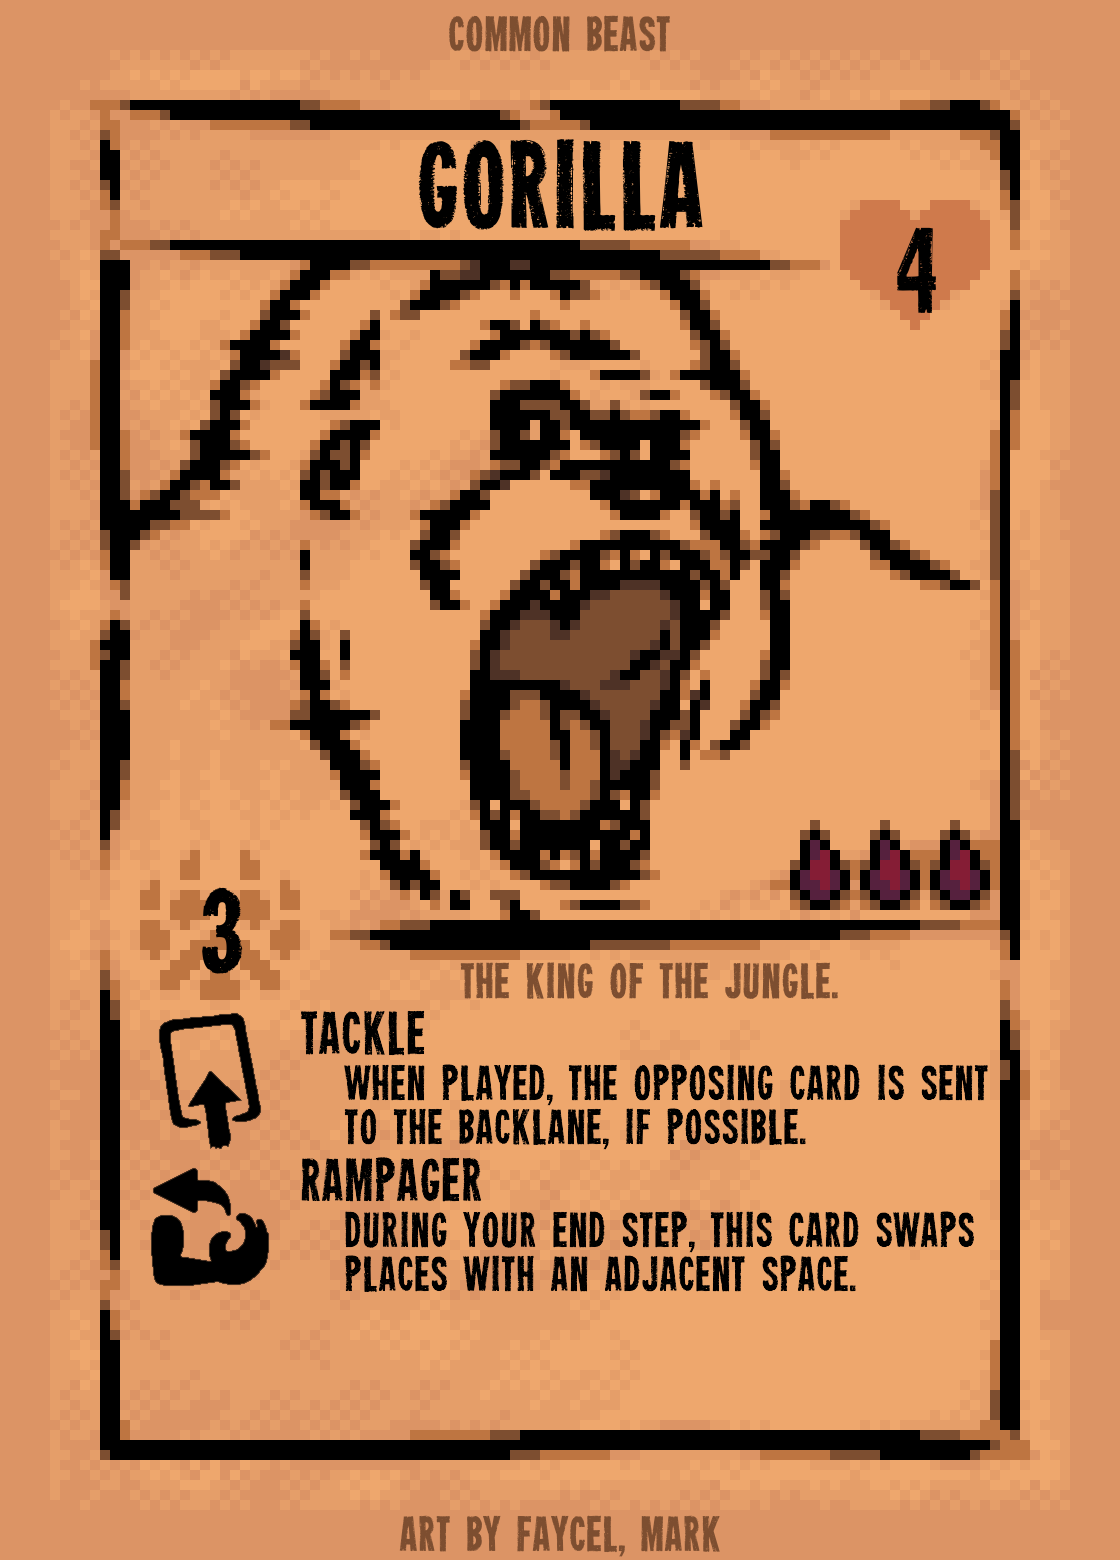 COMMON BEAST
GORILLA
4
3
THE KING OF THE JUNGLE.
TACKLE
WHEN PLAYED, THE OPPOSING CARD IS SENT
TO THE BACKLANE, IF POSSIBLE.
RAMPAGER
DURING YOUR END STEP, THIS CARD SWAPS
PLACES WITH AN ADJACENT SPACE.
ART BY FAYCEL, MARK